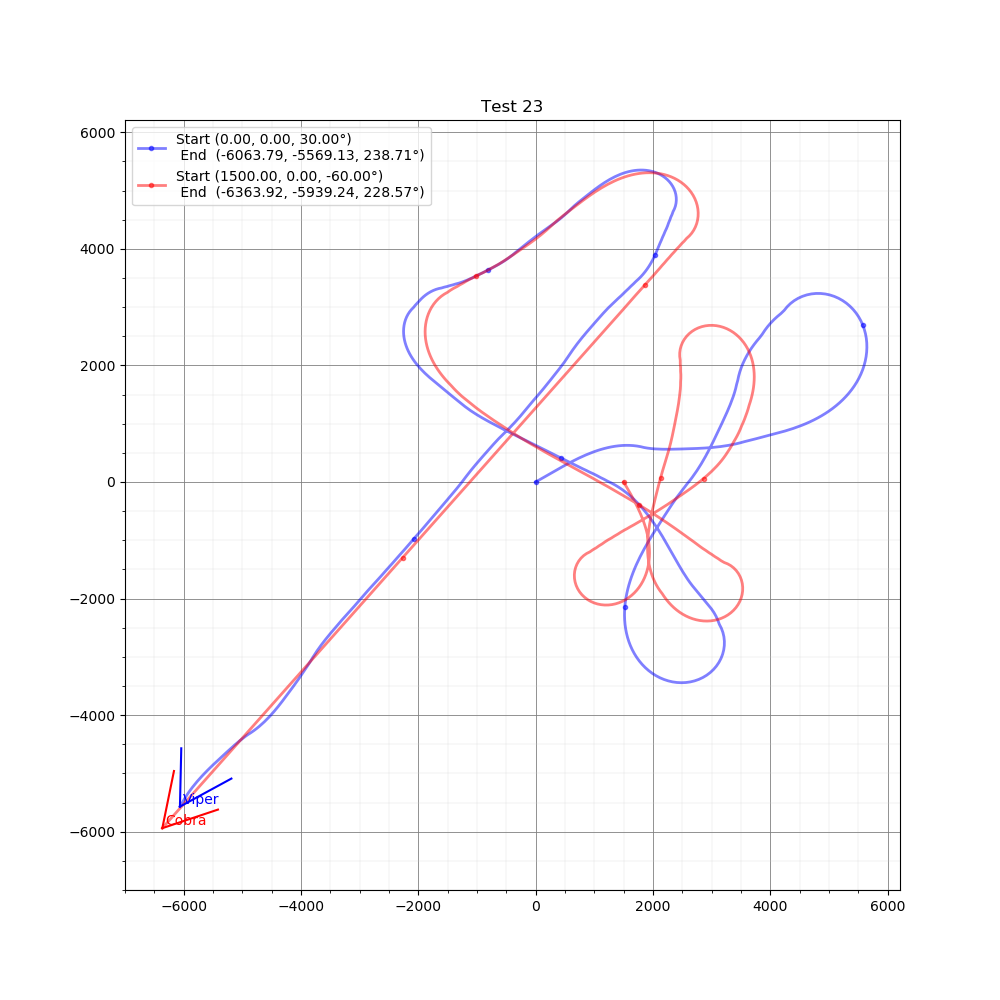 Test 23
Start (0.00, 0.00, 30.00°)
End (-6063.79, -5569.13, 238.71°)
Start (1500.00, 0.00, -60.00°)
End (-6363.92, -5939.24, 228.57°)
6000
4000
2000
0
−2000
−4000
−6000
Viper
Cobra
−6000 −4000 −2000 0 2000 4000 6000